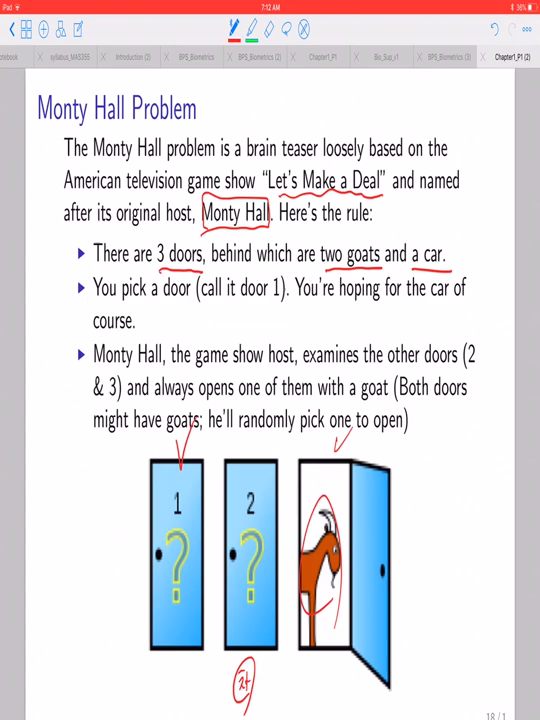 iPad
7:12 AM
36%
tebook
syllabus_MAS355
Introduction (2)
BPS_Biometrics
BPS_Biometrics (2)
Chapter1_P1
Bio_Sup_v1
BPS_Biometrics (3)
Chapter1_P1 (2)
Monty Hall Problem
The Monty Hall problem is a brain teaser loosely based on the
American television game show “Let’s Make a Deal” and named
after its original host, Monty Hall. Here’s the rule:
There are 3 doors, behind which are two goats and a car.
You pick a door (call it door 1). You’re hoping for the car of
course.
Monty Hall, the game show host, examines the other doors (2
& 3) and always opens one of them with a goat (Both doors
might have goats; he’ll randomly pick one to open)
1 2
? ?
18 / 1